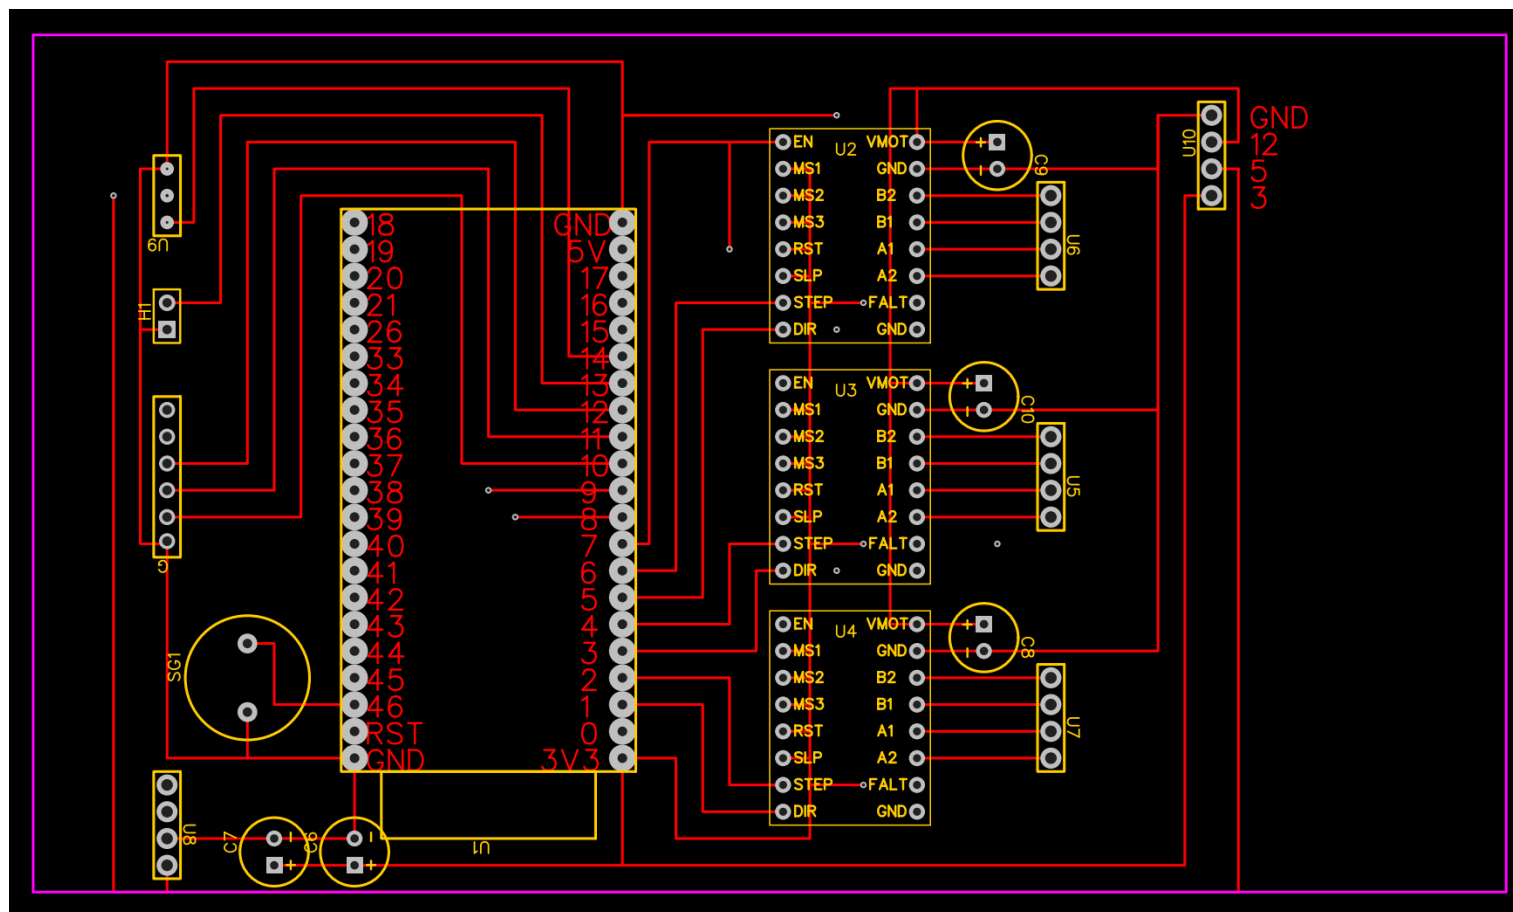 U9
H1
G
SG1
U8
C7
C6
U1
18
19
20
21
26
33
34
35
36
37
38
39
40
41
42
43
44
45
46
RST
GND
GND
5V
17
16
15
14
13
12
11
10
9
8
7
6
5
4
3
2
1
0
3V3
U2
EN VMOT
MS1 GND
MS2 B2
MS3 B1
RST A1
SLP A2
STEP FALT
DIR GND
+
-
C9
U6
U3
EN VMOT
MS1 GND
MS2 B2
MS3 B1
RST A1
SLP A2
STEP FALT
DIR GND
+
-
C10
U5
U4
EN VMOT
MS1 GND
MS2 B2
MS3 B1
RST A1
SLP A2
STEP FALT
DIR GND
+
-
C8
U7
U10
GND
12
5
3
-
+
-
+